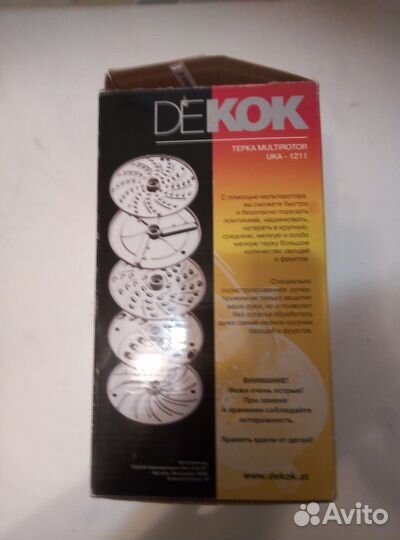 DEKOK
ТЕРКА MULTIROTOR
UKA - 1211
С помощью мультиротора
вы сможете быстро
и безопасно порезать
ломтиками, нашинковать,
натереть в крупную,
среднюю, мелкую и особо
мелкую терку большое
количество овощей
и фруктов.
Специально
сконструированная ручка-
прижим не только защитит
ваши руки, но и позволит
без остатка обработать
даже самые мелкие кусочки
овощей и фруктов.
ВНИМАНИЕ!
Ножи очень острые!
При замене
и хранении соблюдайте
осторожность.
Хранить вдали от детей!
www.dekok.at
Avito